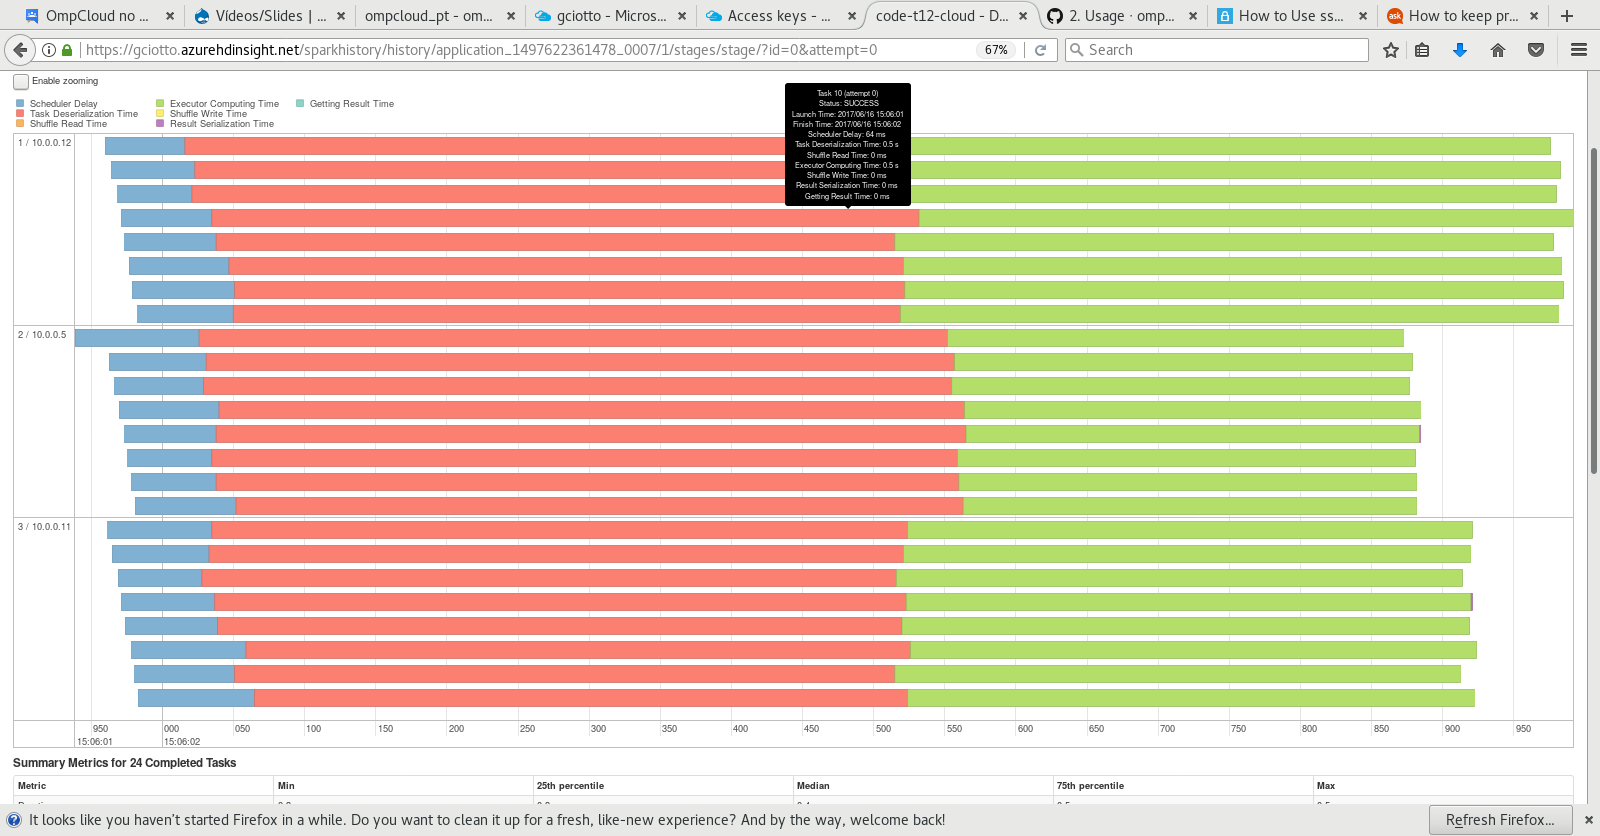 OmpCloud no ... × Vídeos/Slides | ... × ompcloud_pt - om... × gciotto - Micros... × Access keys - ... × code-t12-cloud - D... × 2. Usage · omp... × How to Use ss... × How to keep pr... × +
https://gciotto.azurehdinsight.net/sparkhistory/history/application_1497622361478_0007/1/stages/stage/?id=0&attempt=0 67% Search
Enable zooming
Scheduler Delay Executor Computing Time Getting Result Time
Task Deserialization Time Shuffle Write Time
Shuffle Read Time Result Serialization Time
Task 10 (attempt 0)
Status: SUCCESS
Launch Time: 2017/06/16 15:06:01
Finish Time: 2017/06/16 15:06:02
Scheduler Delay: 64 ms
Task Deserialization Time: 0.5 s
Shuffle Read Time: 0 ms
Executor Computing Time: 0.5 s
Shuffle Write Time: 0 ms
Result Serialization Time: 0 ms
Getting Result Time: 0 ms
1 / 10.0.0.12
2 / 10.0.0.5
3 / 10.0.0.11
950 000 050 100 150 200 250 300 350 400 450 500 550 600 650 700 750 800 850 900 950
15:06:01 15:06:02
Summary Metrics for 24 Completed Tasks
Metric Min 25th percentile Median 75th percentile Max
It looks like you haven't started Firefox in a while. Do you want to clean it up for a fresh, like-new experience? And by the way, welcome back! Refresh Firefox... ×